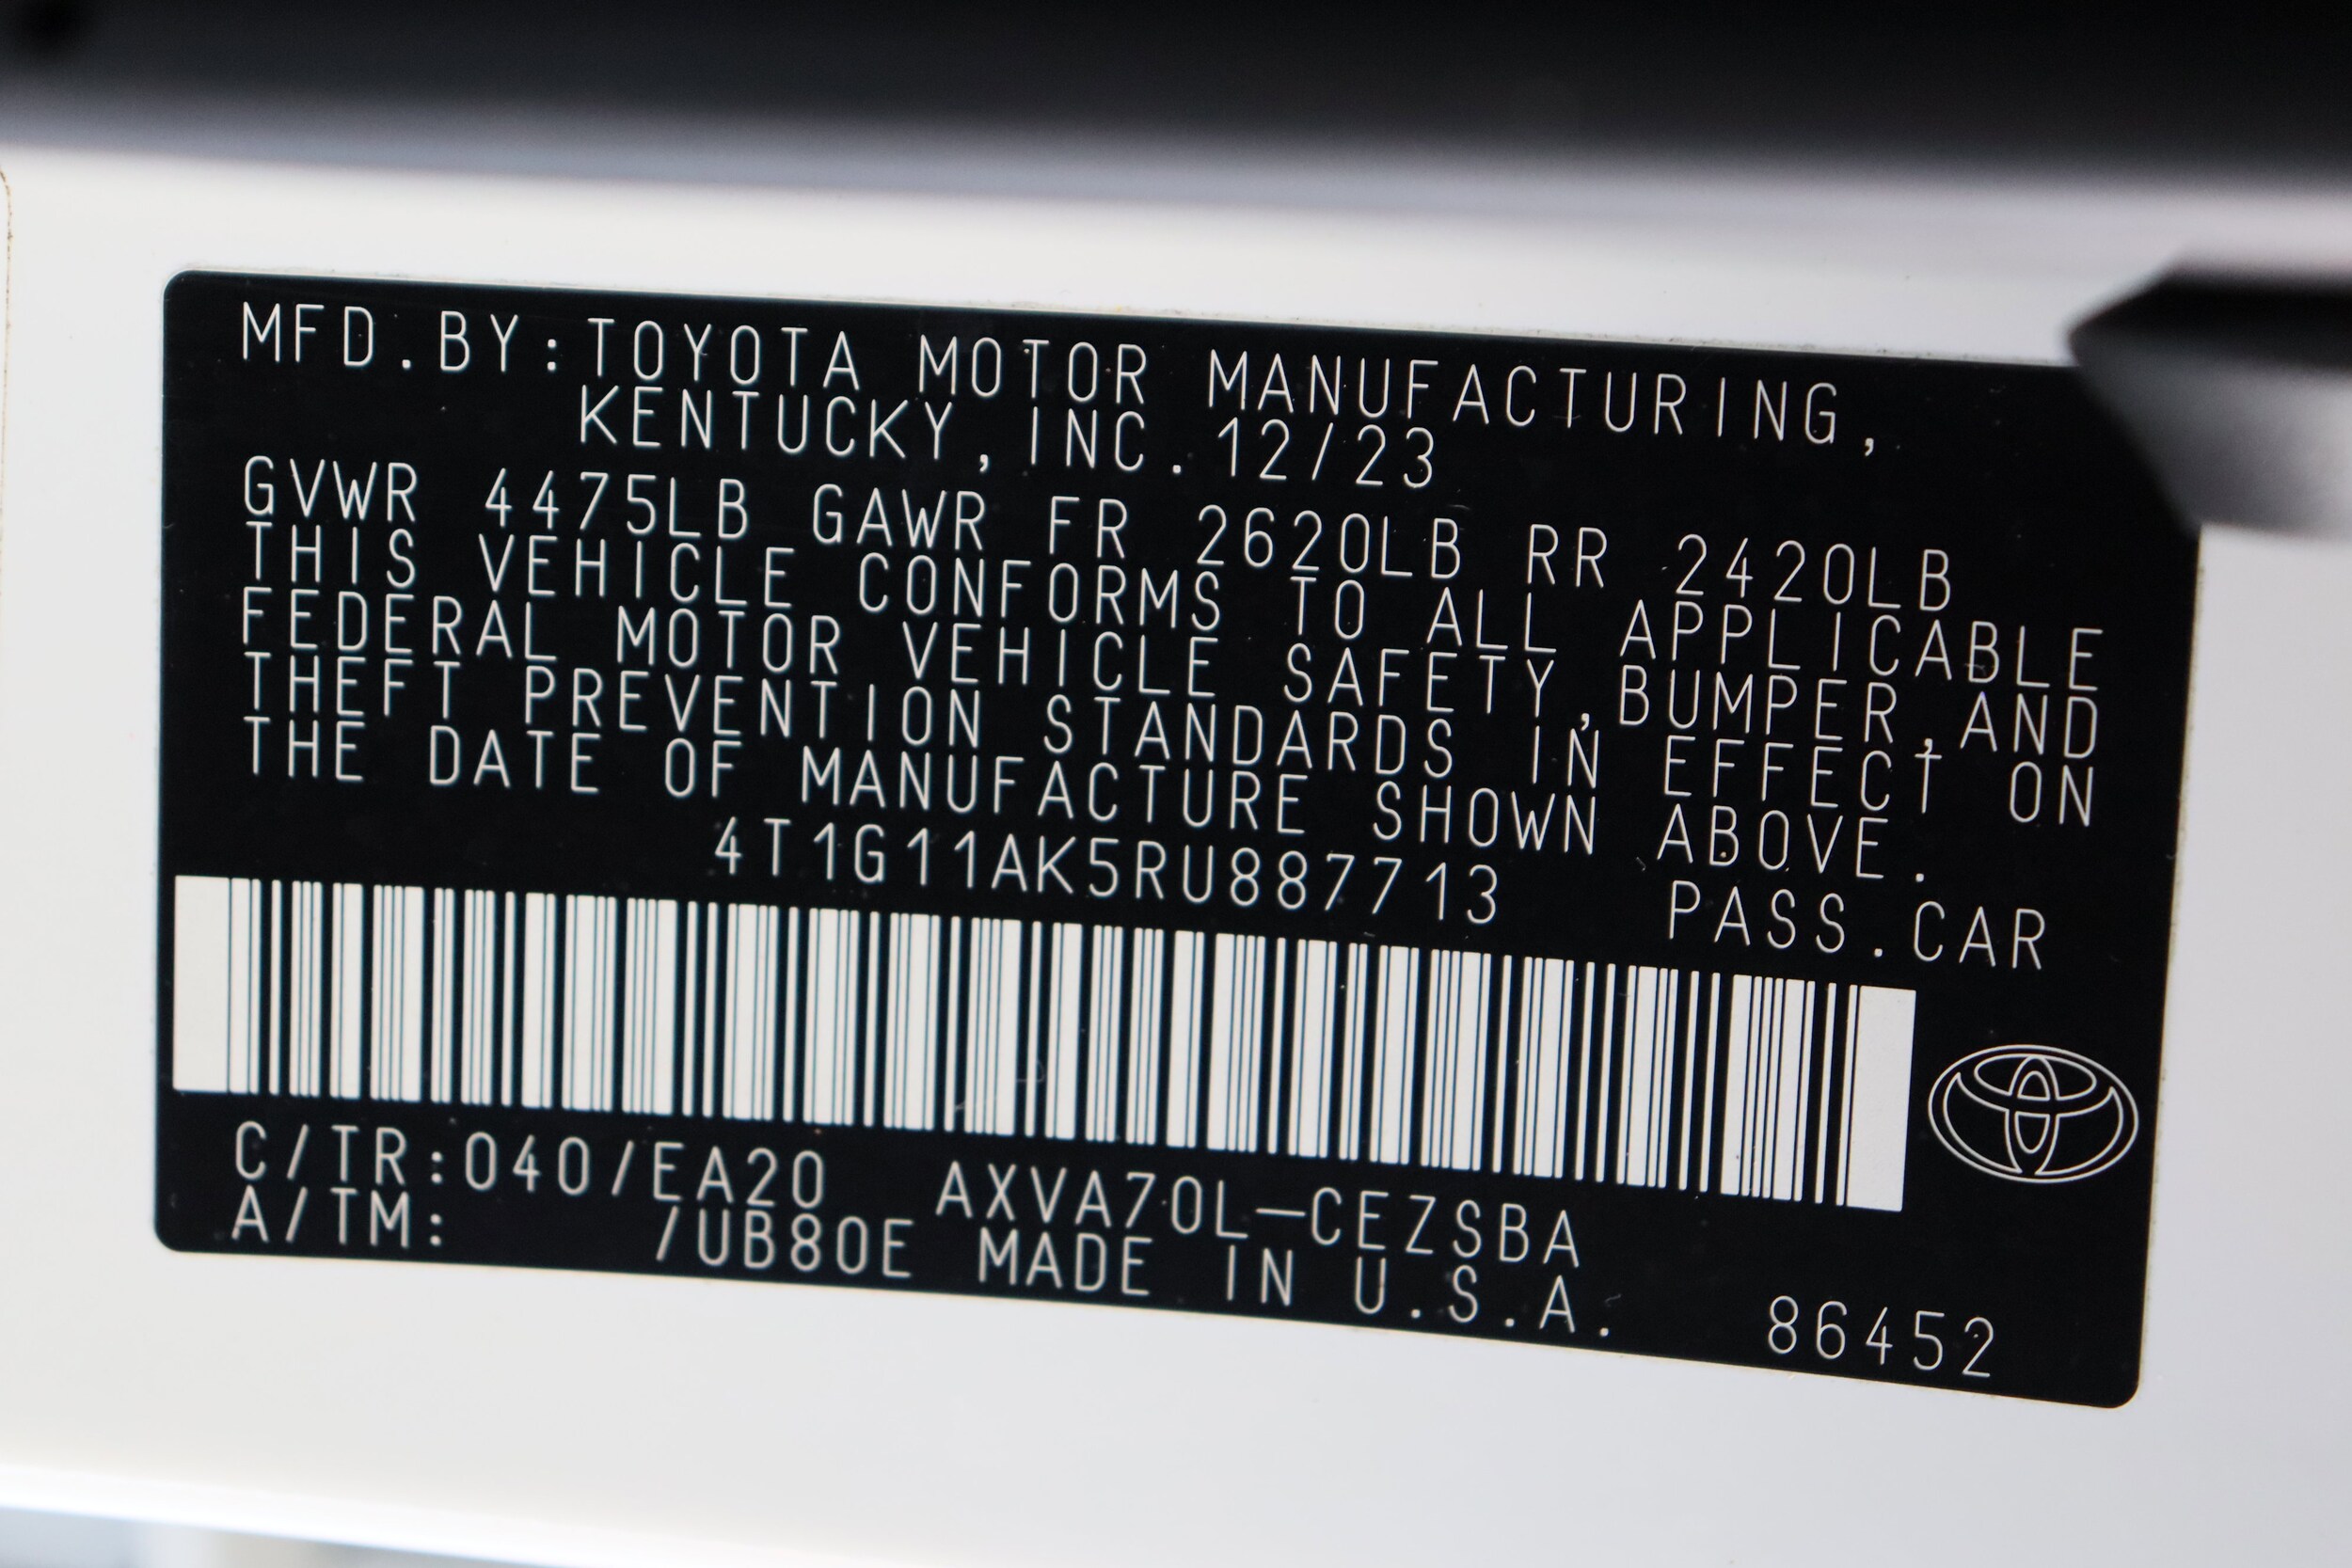 MFD.BY:TOYOTA MOTOR MANUFACTURING,
KENTUCKY,INC.12/23
GVWR 4475LB GAWR FR 2620LB RR 2420LB
THIS VEHICLE CONFORMS TO ALL APPLICABLE
FEDERAL MOTOR VEHICLE SAFETY,BUMPER,AND
THEFT PREVENTION STANDARDS IN EFFECT ON
THE DATE OF MANUFACTURE SHOWN ABOVE.
4T1G11AK5RU887713 PASS.CAR
C/TR:040/EA20 AXVA70L-CEZSBA
A/TM: /UB80E MADE IN U.S.A. 86452